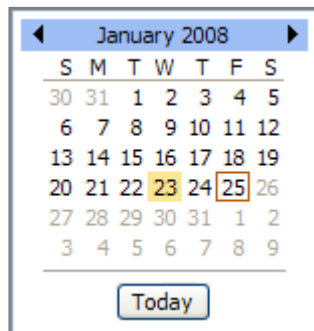 January 2008
S M T W T F S
30 31 1 2 3 4 5
6 7 8 9 10 11 12
13 14 15 16 17 18 19
20 21 22 23 24 25 26
27 28 29 30 31 1 2
3 4 5 6 7 8 9
Today